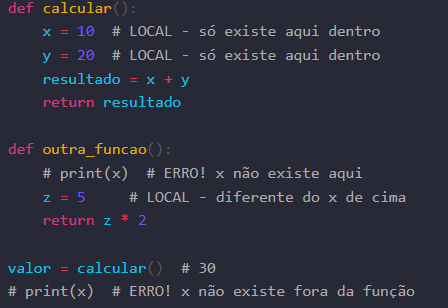 def calcular():
    x = 10  # LOCAL - só existe aqui dentro
    y = 20  # LOCAL - só existe aqui dentro
    resultado = x + y
    return resultado

def outra_funcao():
    # print(x)  # ERRO! x não existe aqui
    z = 5     # LOCAL - diferente do x de cima
    return z * 2

valor = calcular()  # 30
# print(x)  # ERRO! x não existe fora da função